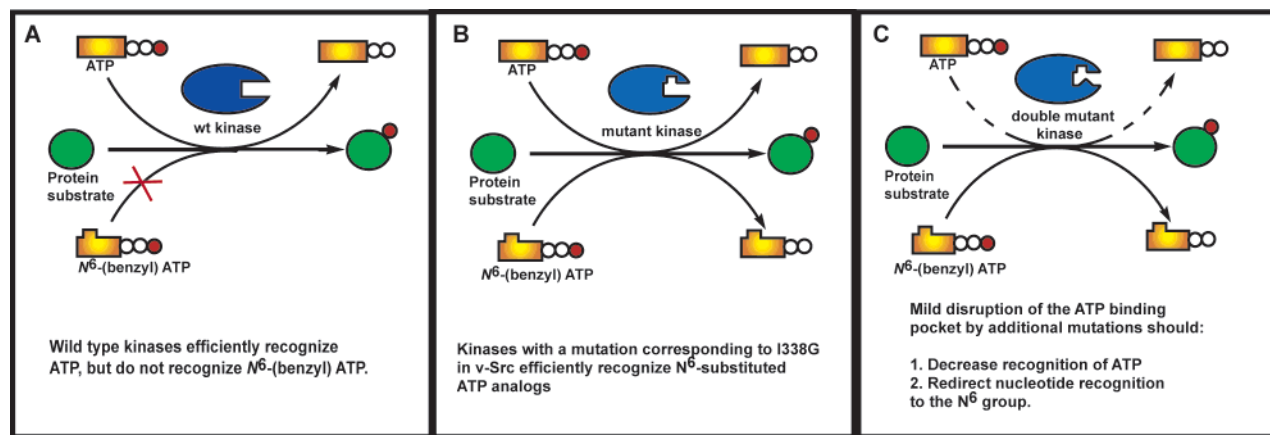 A
ATP
wt kinase
Protein
substrate
N6-(benzyl) ATP
Wild type kinases efficiently recognize
ATP, but do not recognize N6-(benzyl) ATP.
B
ATP
mutant kinase
Protein
substrate
N6-(benzyl) ATP
Kinases with a mutation corresponding to I338G
in v-Src efficiently recognize N6-substituted
ATP analogs
C
ATP
double mutant
kinase
Protein
substrate
N6-(benzyl) ATP
Mild disruption of the ATP binding
pocket by additional mutations should:
1. Decrease recognition of ATP
2. Redirect nucleotide recognition
to the N6 group.